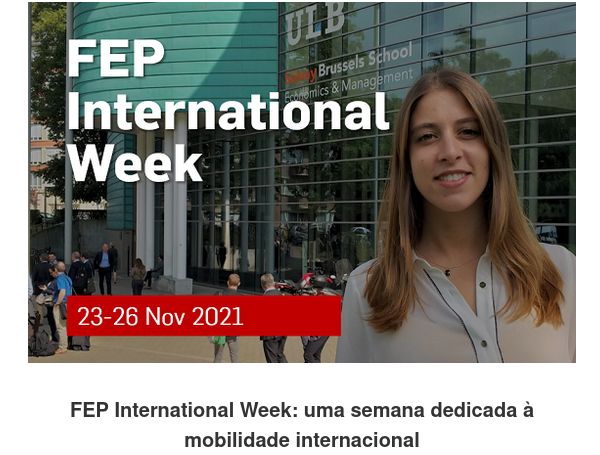 ULB
Solvay Brussels School
Economics & Management
FEP
International
Week
23-26 Nov 2021
FEP International Week: uma semana dedicada à
mobilidade internacional